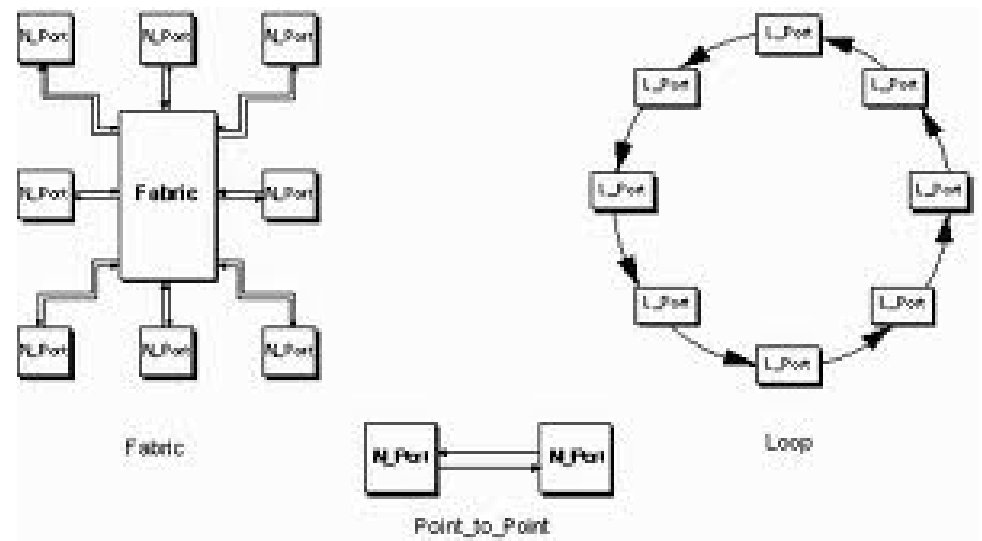 N_Port N_Port N_Port
N_Port Fabric N_Port
N_Port N_Port N_Port
Fabric
L_Port
L_Port L_Port
L_Port L_Port
L_Port L_Port
L_Port
Loop
N_Port N_Port
Point_to_Point